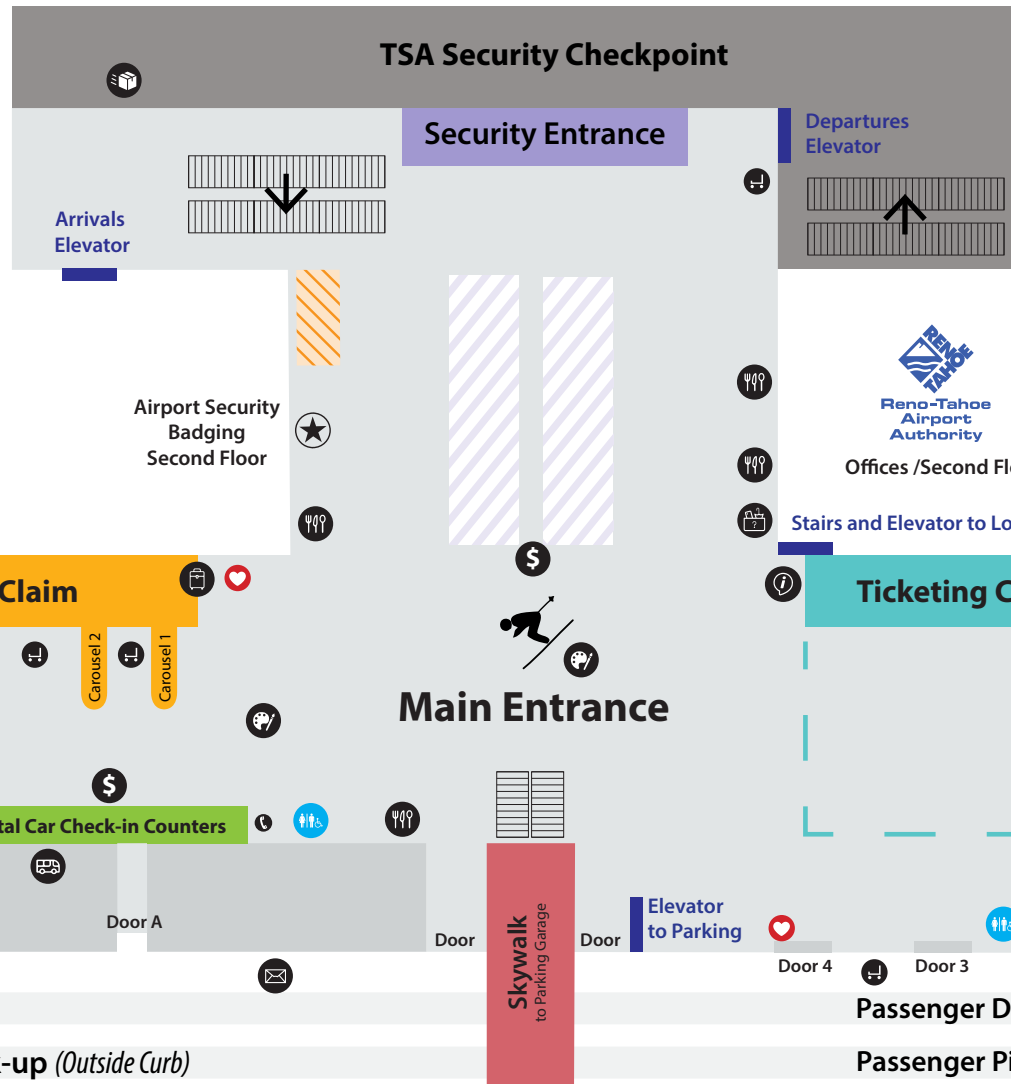 TSA Security Checkpoint
Security Entrance
Departures
Elevator
Arrivals
Elevator
RENO
TAHOE
Reno-Tahoe
Airport
Authority
Airport Security
Badging
Second Floor
Offices /Second Flo
Stairs and Elevator to Lo
Claim
Ticketing C
Carousel 2
Carousel 1
Main Entrance
tal Car Check-in Counters
Door A
Door
Skywalk
to Parking Garage
Door
Elevator
to Parking
Door 4
Door 3
Passenger D
k-up (Outside Curb)
Passenger Pi